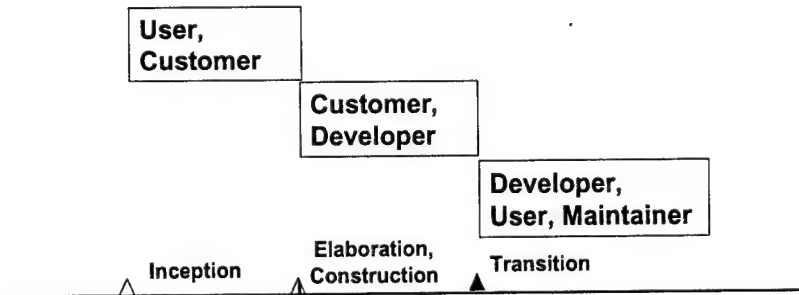 User,
Customer
Customer,
Developer
Developer,
User, Maintainer
Inception
Elaboration,
Construction
Transition